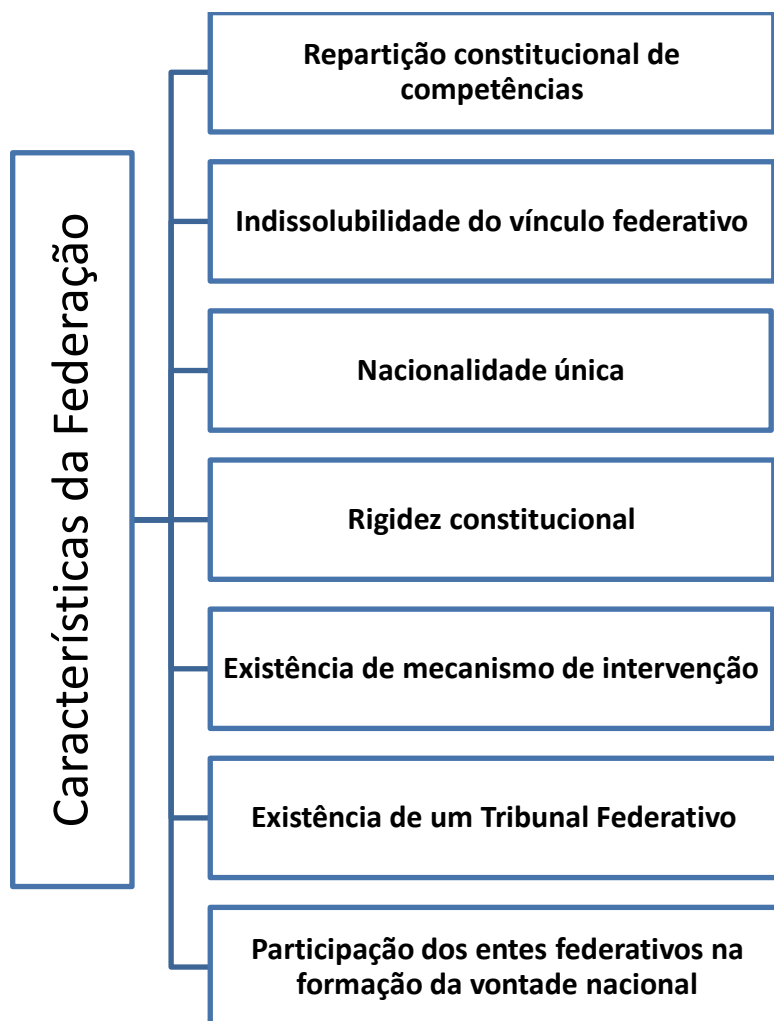 Características da Federação
Repartição constitucional de
competências
Indissolubilidade do vínculo federativo
Nacionalidade única
Rigidez constitucional
Existência de mecanismo de intervenção
Existência de um Tribunal Federativo
Participação dos entes federativos na
formação da vontade nacional